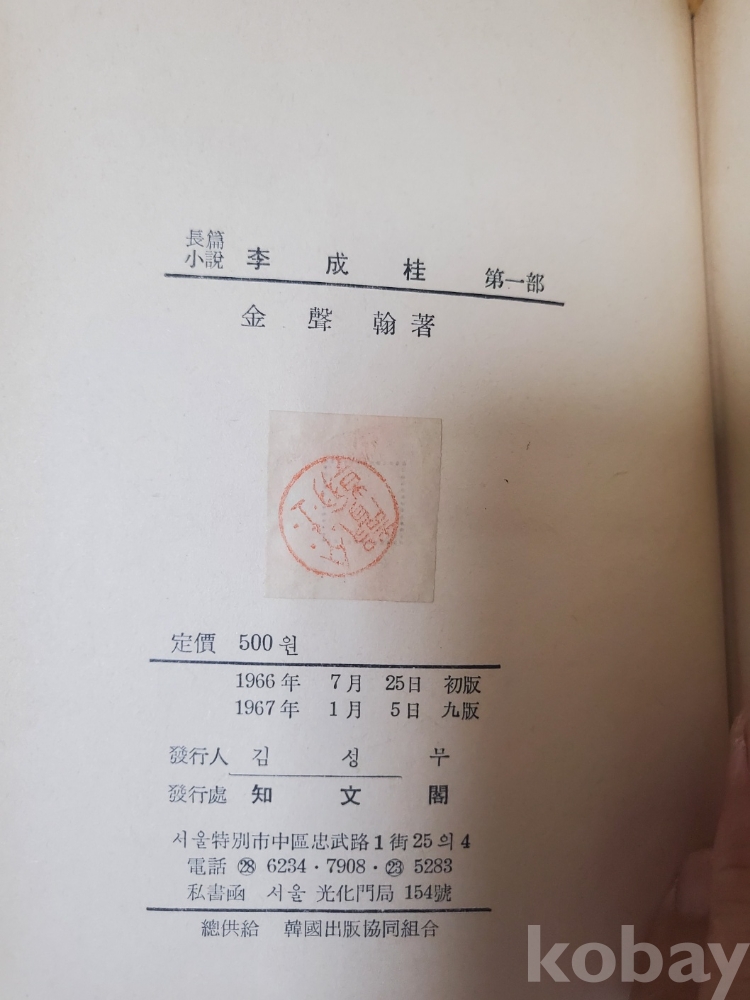 長篇
小說 李成桂 第一部
金聲翰著
定價 500원
1966年 7月 25日 初版
1967年 1月 5日 九版
發行人 김성무
發行處 知文閣
서울特別市中區忠武路1街25의4
電話 ㉘ 6234·7908·㉓ 5283
私書函 서울 光化門局 154號
總供給 韓國出版協同組合
kobay